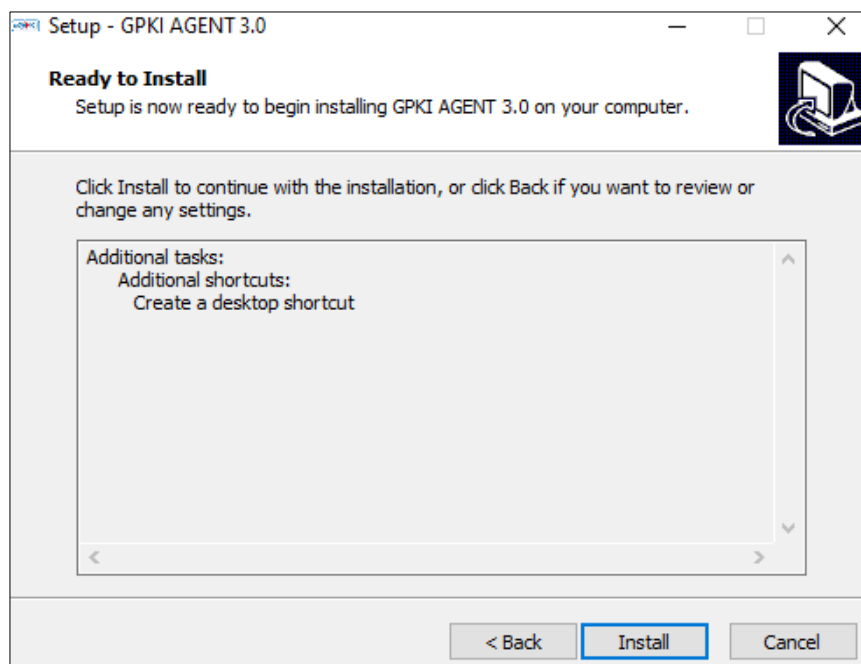 Setup - GPKI AGENT 3.0
Ready to Install
Setup is now ready to begin installing GPKI AGENT 3.0 on your computer.
Click Install to continue with the installation, or click Back if you want to review or
change any settings.
Additional tasks:
Additional shortcuts:
Create a desktop shortcut
< Back
Install
Cancel